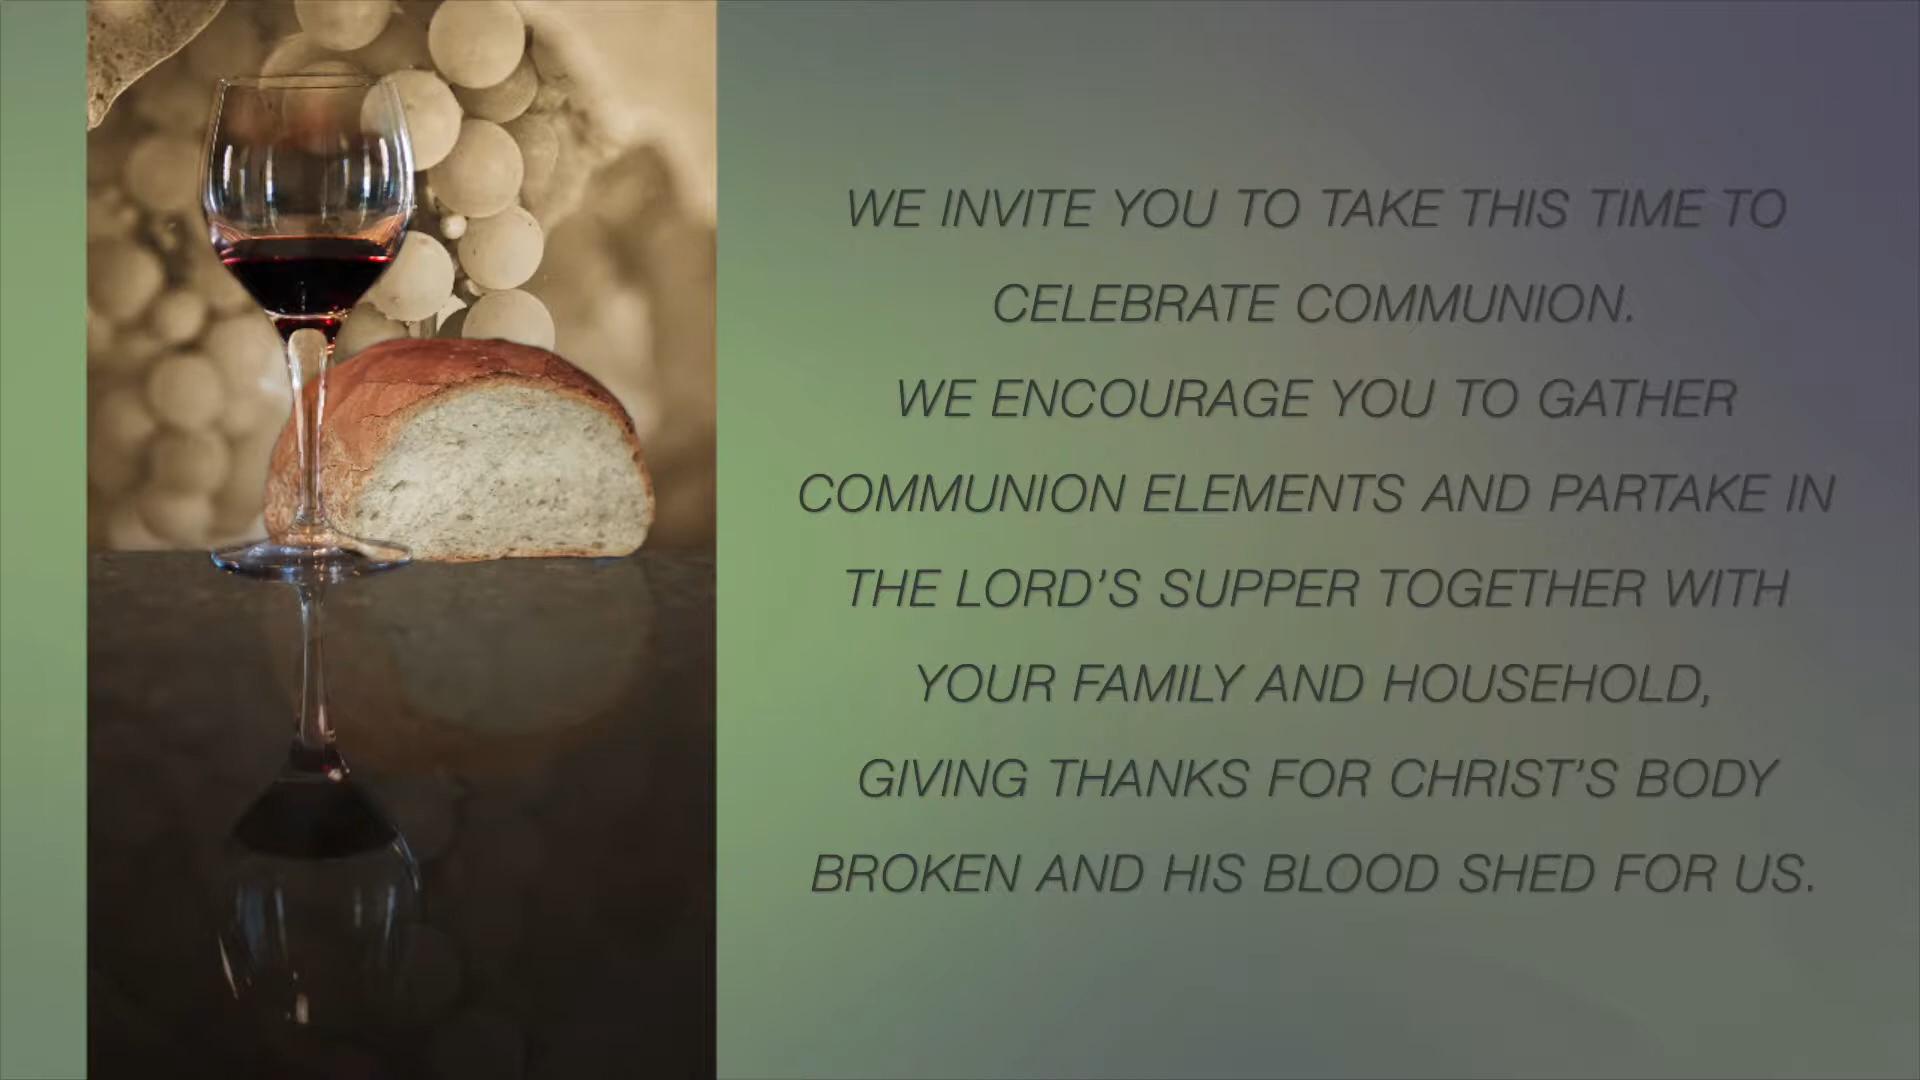 WE INVITE YOU TO TAKE THIS TIME TO
CELEBRATE COMMUNION.
WE ENCOURAGE YOU TO GATHER
COMMUNION ELEMENTS AND PARTAKE IN
THE LORD’S SUPPER TOGETHER WITH
YOUR FAMILY AND HOUSEHOLD,
GIVING THANKS FOR CHRIST’S BODY
BROKEN AND HIS BLOOD SHED FOR US.